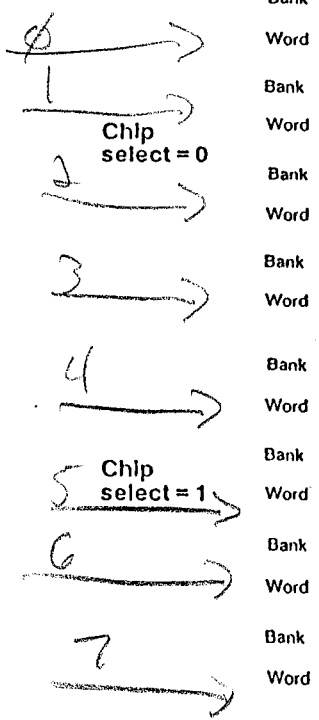 Bank
0 Word
1 Bank
Word
Chip
select = 0
2 Bank
Word
3 Bank
Word
4 Bank
Word
Bank
5 Chip
select = 1 Word
6 Bank
Word
7 Bank
Word